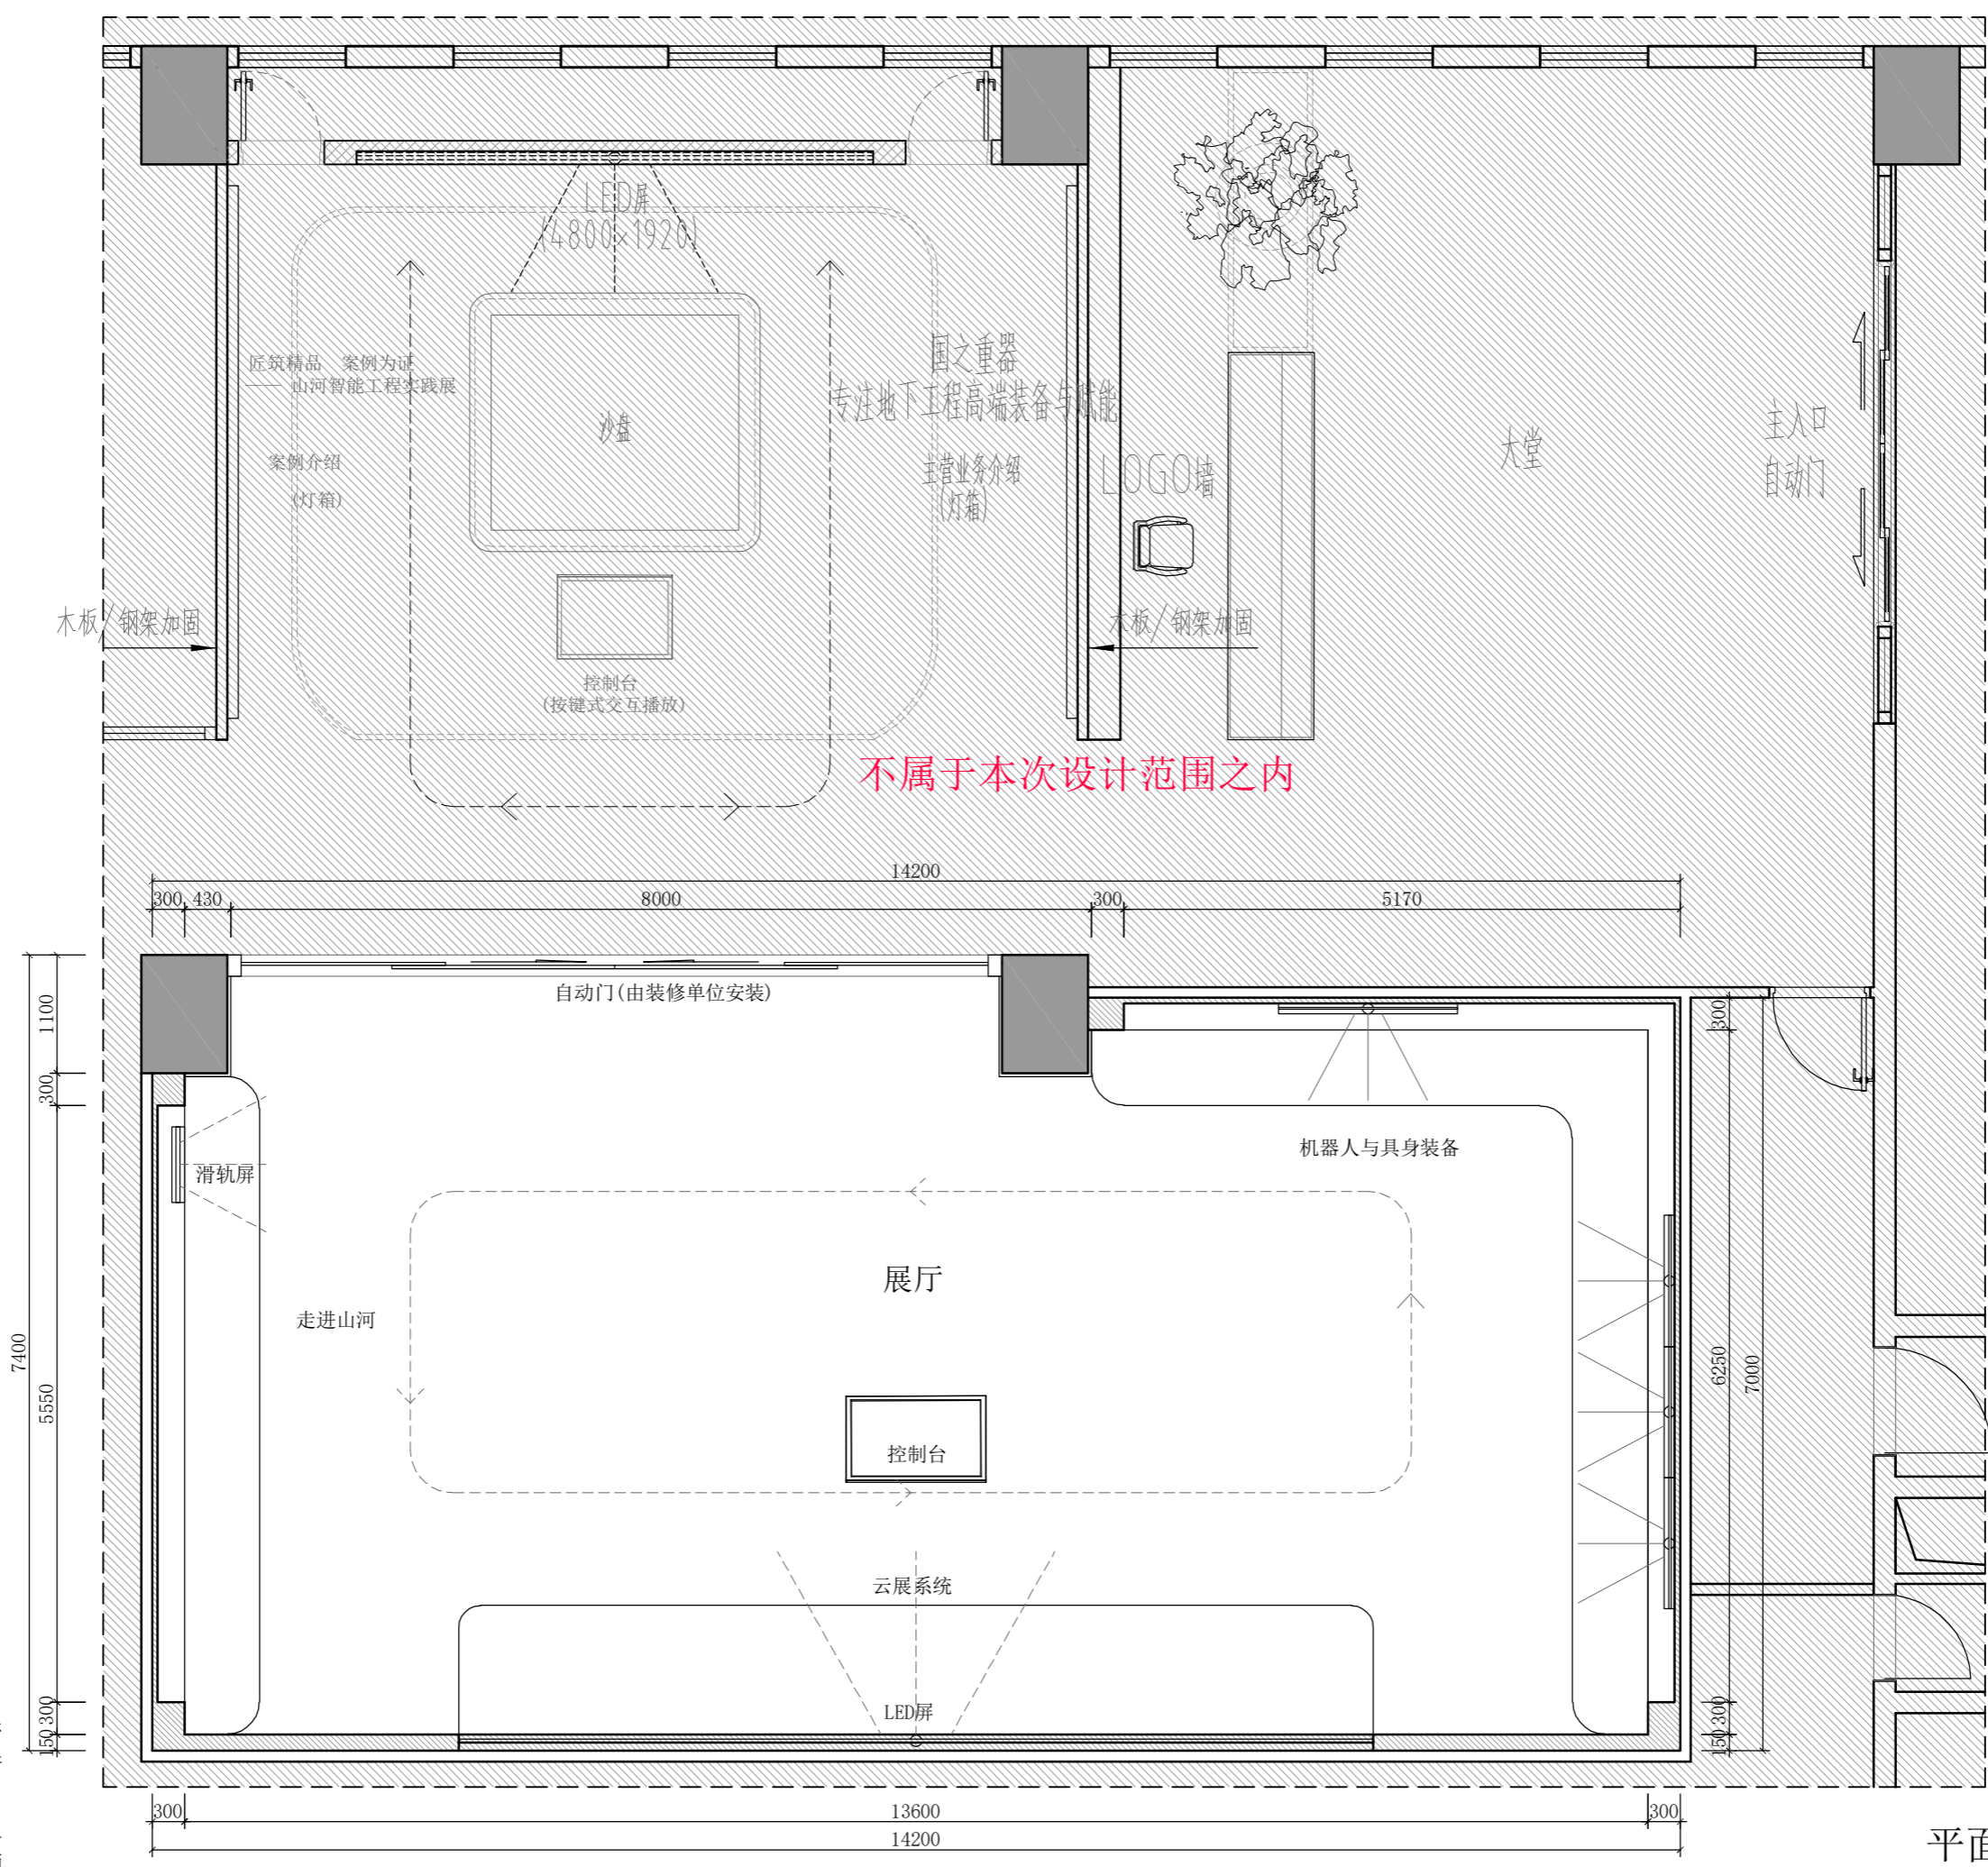 LED屏
(4800×1920)
匠筑精品 案例为证
—— 山河智能工程实践展
国之重器
专注地下工程高端装备与赋能
沙盘
案例介绍
(灯箱)
主营业务介绍
(灯箱)
LOGO墙
大堂
主入口
自动门
木板/钢架加固
木板/钢架加固
控制台
(按键式交互播放)
不属于本次设计范围之内
14200
300
430
8000
300
5170
自动门(由装修单位安装)
1100
300
5550
300
150
7400
300
6250
7000
300
150
滑轨屏
机器人与具身装备
展厅
走进山河
控制台
云展系统
LED屏
300
13600
300
14200